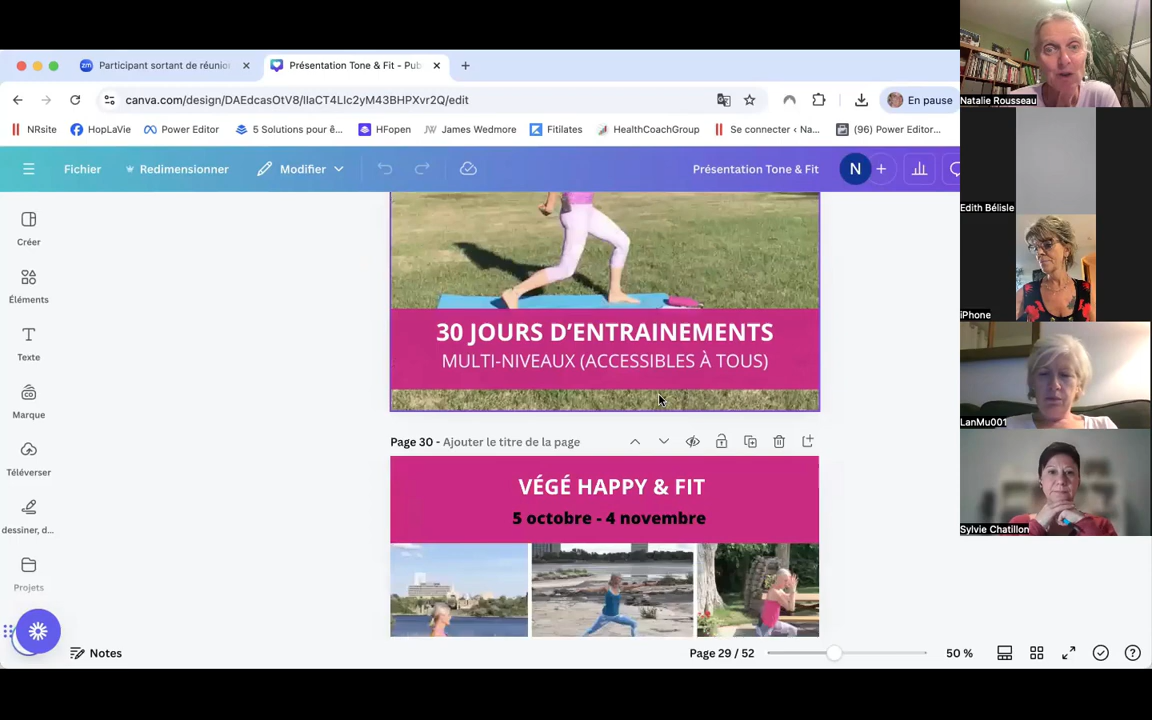 Participant sortant de réunio
Présentation Tone & Fit - Pub
canva.com/design/DAEdcasOtV8/IIaCT4LIc2yM43BHPXvr2Q/edit
En pause
NRsite
HopLaVie
Power Editor
5 Solutions pour ê...
HFopen
James Wedmore
Fitilates
HealthCoachGroup
Se connecter ‹ Na...
(96) Power Editor...
Fichier
Redimensionner
Modifier
Présentation Tone & Fit
N
Créer
Éléments
Texte
Marque
Téléverser
dessiner, d...
Projets
30 JOURS D'ENTRAINEMENTS
MULTI-NIVEAUX (ACCESSIBLES À TOUS)
Page 30 - Ajouter le titre de la page
VÉGÉ HAPPY & FIT
5 octobre - 4 novembre
Notes
Page 29 / 52
50 %
Natalie Rousseau
Edith Bélisle
iPhone
LanMu001
Sylvie Chatillon